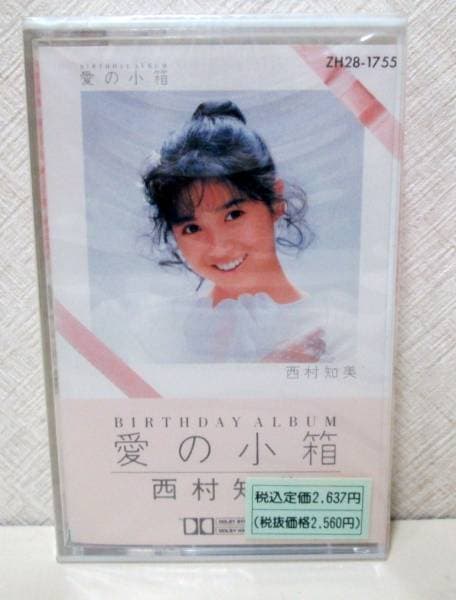 BIRTHDAY ALBUM
愛の小箱
ZH28-1755
西村知美
BIRTHDAY ALBUM
愛の小箱
西村知
税込定価2,637円
(税抜価格2,560円)
DOLBY
DOLBY